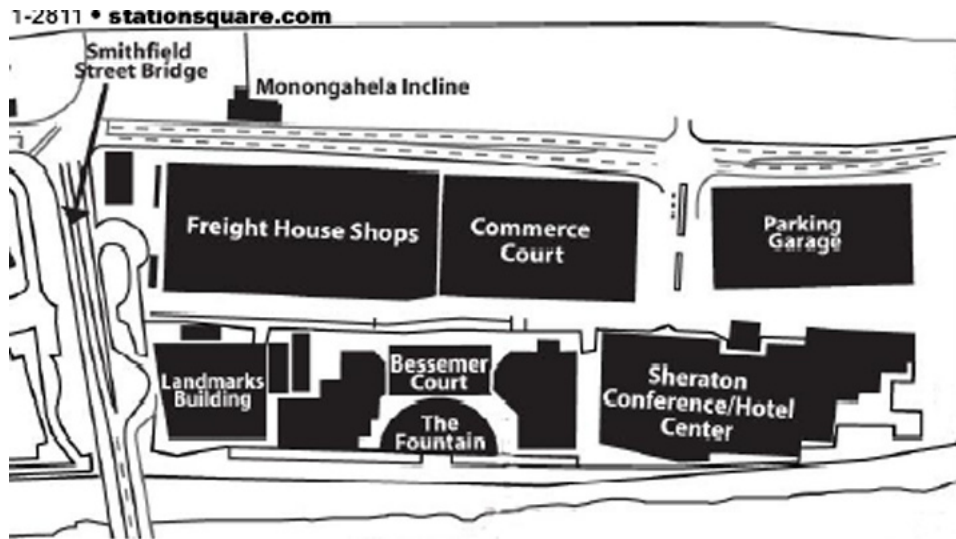 1-2811 • stationsquare.com
Smithfield
Street Bridge
Monongahela Incline
Freight House Shops
Commerce
Court
Parking
Garage
Landmarks
Building
Bessemer
Court
The
Fountain
Sheraton
Conference/Hotel
Center